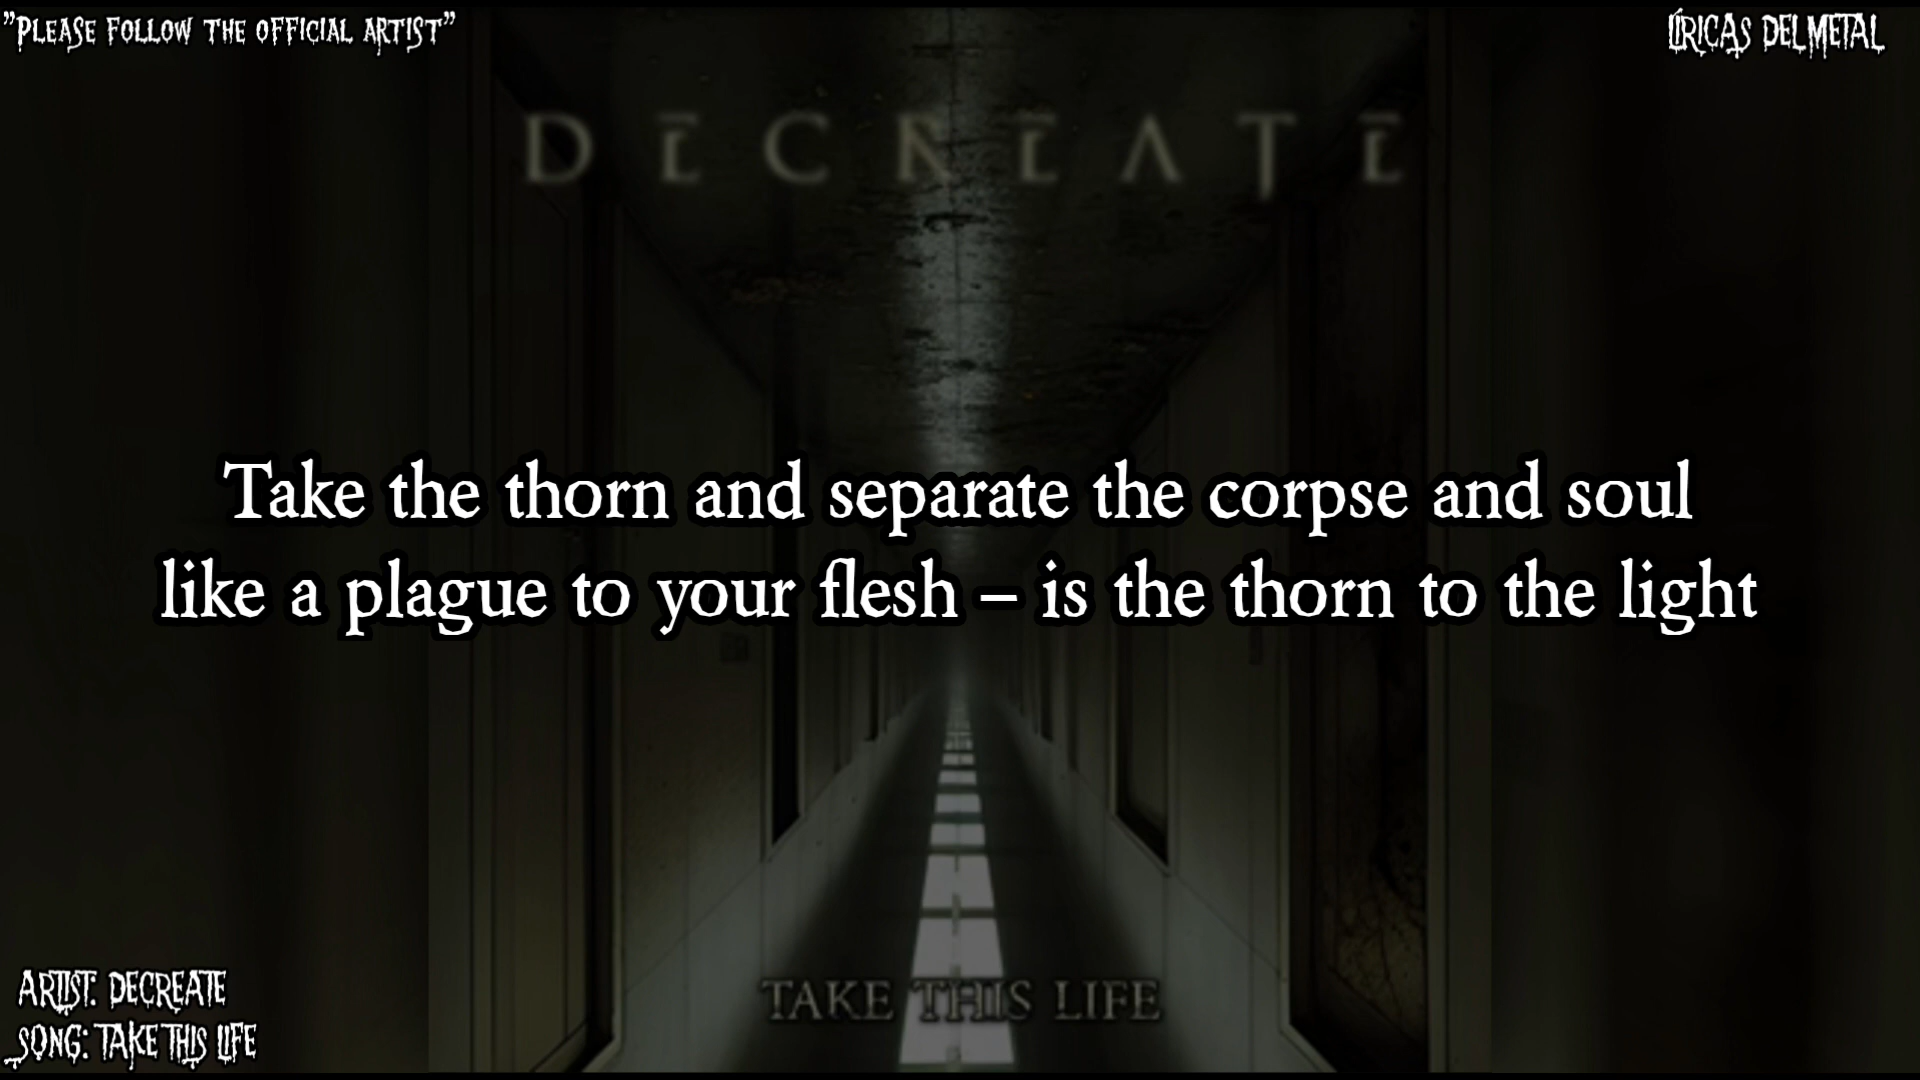 "PLEASE FOLLOW THE OFFICIAL ARTIST"
LÍRICAS DEL METAL
DECREATE
Take the thorn and separate the corpse and soul
like a plague to your flesh – is the thorn to the light
TAKE THIS LIFE
ARTIST: DECREATE
SONG: TAKE THIS LIFE